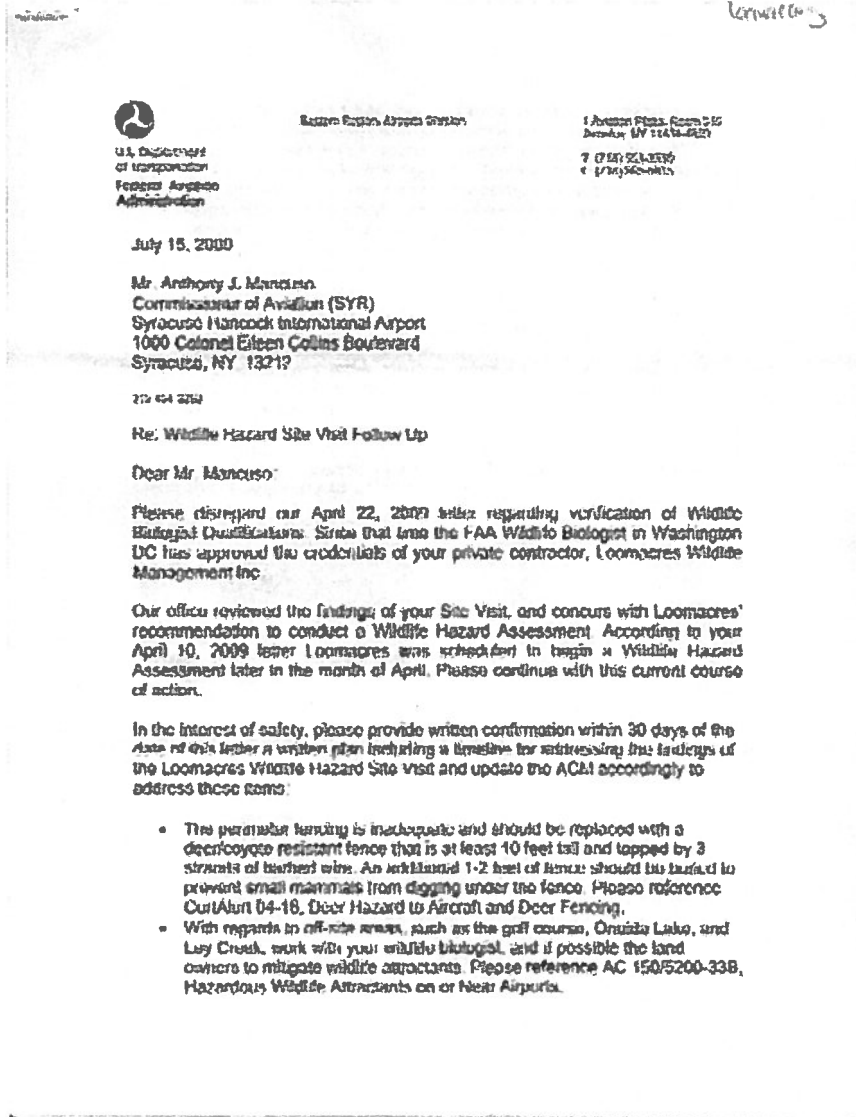 Eastern Region Airports Division
1 Aviation Plaza, Room
Jamaica, NY
U.S. Department
of Transportation
Federal Aviation
Administration
July 15, 2009
Mr. Anthony J. Mancuso
Commissioner of Aviation (SYR)
Syracuse Hancock International Airport
1000 Colonel Eileen Collins Boulevard
Syracuse, NY 13212
Re: Wildlife Hazard Site Visit Follow Up
Dear Mr. Mancuso:
Please disregard our April 22, 2009 letter regarding verification of Wildlife
Biologist Qualifications. Since that time the FAA Wildlife Biologist in Washington
DC has approved the credentials of your private contractor, Loomacres Wildlife
Management Inc
Our office reviewed the findings of your Site Visit, and concurs with Loomacres'
recommendation to conduct a Wildlife Hazard Assessment. According to your
April 10, 2009 letter Loomacres was scheduled to begin a Wildlife Hazard
Assessment later in the month of April. Please continue with this current course
of action.
In the interest of safety, please provide written confirmation within 30 days of the
date of this letter a written plan including a timeline for addressing the findings of
the Loomacres Wildlife Hazard Site Visit and update the ACM accordingly to
address these items:
• The perimeter fencing is inadequate and should be replaced with a
deer/coyote resistant fence that is at least 10 feet tall and topped by 3
strands of barbed wire. An additional 1-2 feet of fence should be buried to
prevent small mammals from digging under the fence. Please reference
CertAlert 04-16, Deer Hazard to Aircraft and Deer Fencing.
• With regards to off-site areas, such as the golf course, Oneida Lake, and
Ley Creek, work with your wildlife biologist, and if possible the land
owners to mitigate wildlife attractants. Please reference AC 150/5200-33B,
Hazardous Wildlife Attractants on or Near Airports.